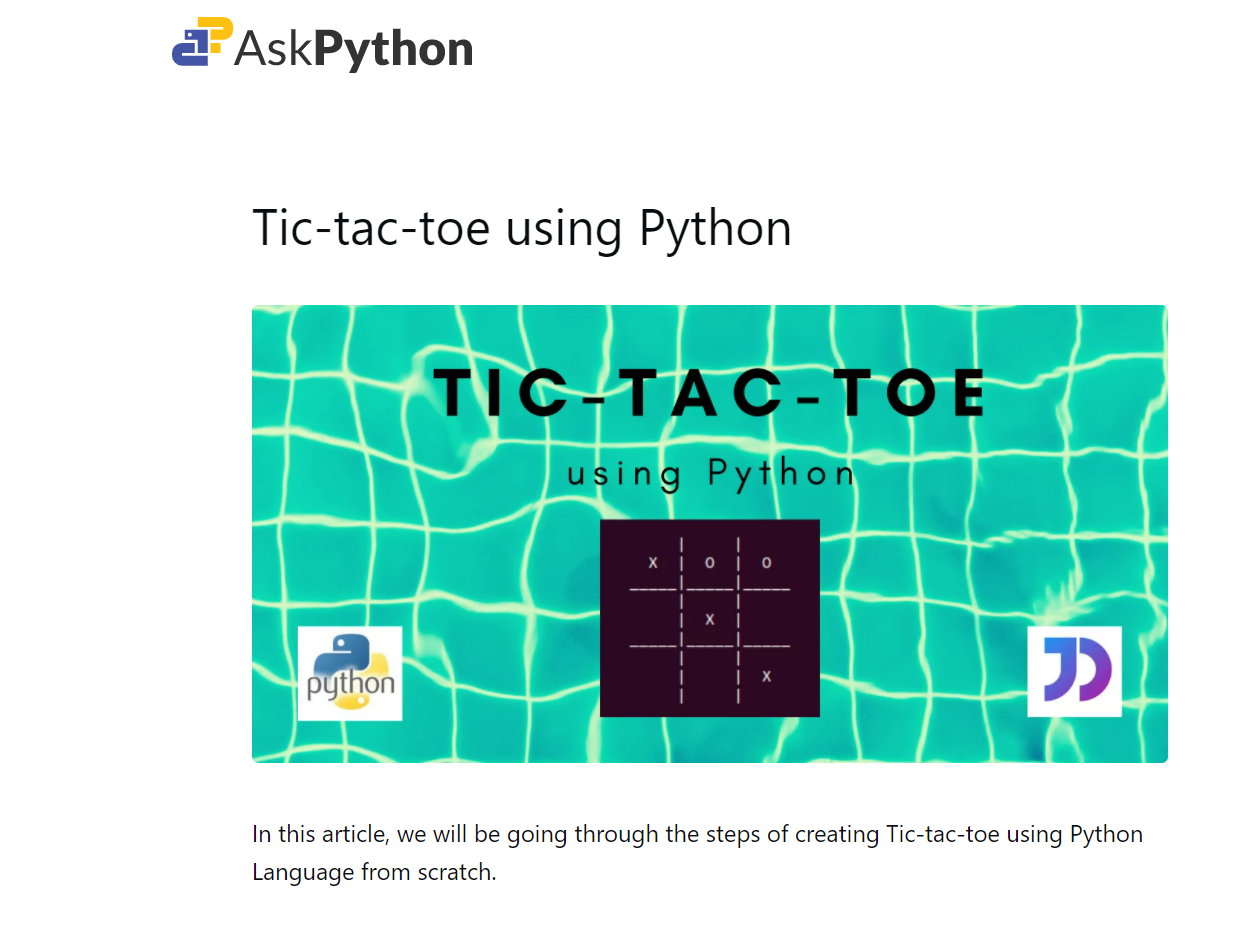 AskPython
Tic-tac-toe using Python
TIC-TAC-TOE
using Python
X O O
X
X
python
JD
In this article, we will be going through the steps of creating Tic-tac-toe using Python
Language from scratch.